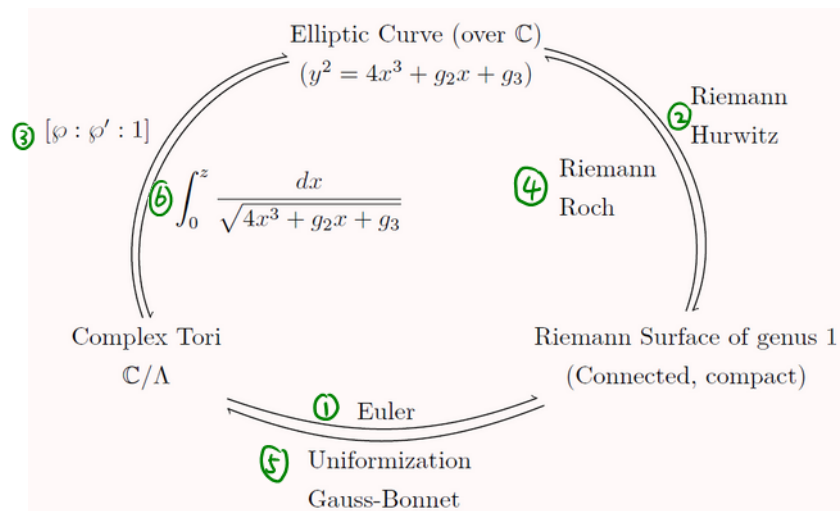 Elliptic Curve (over ℂ)
(y² = 4x³ + g₂x + g₃)
② Riemann
Hurwitz
③ [℘ : ℘′ : 1]
⑥ ∫₀ᶻ dx / √(4x³ + g₂x + g₃)
④ Riemann
Roch
Complex Tori
ℂ/Λ
Riemann Surface of genus 1
(Connected, compact)
① Euler
⑤ Uniformization
Gauss-Bonnet